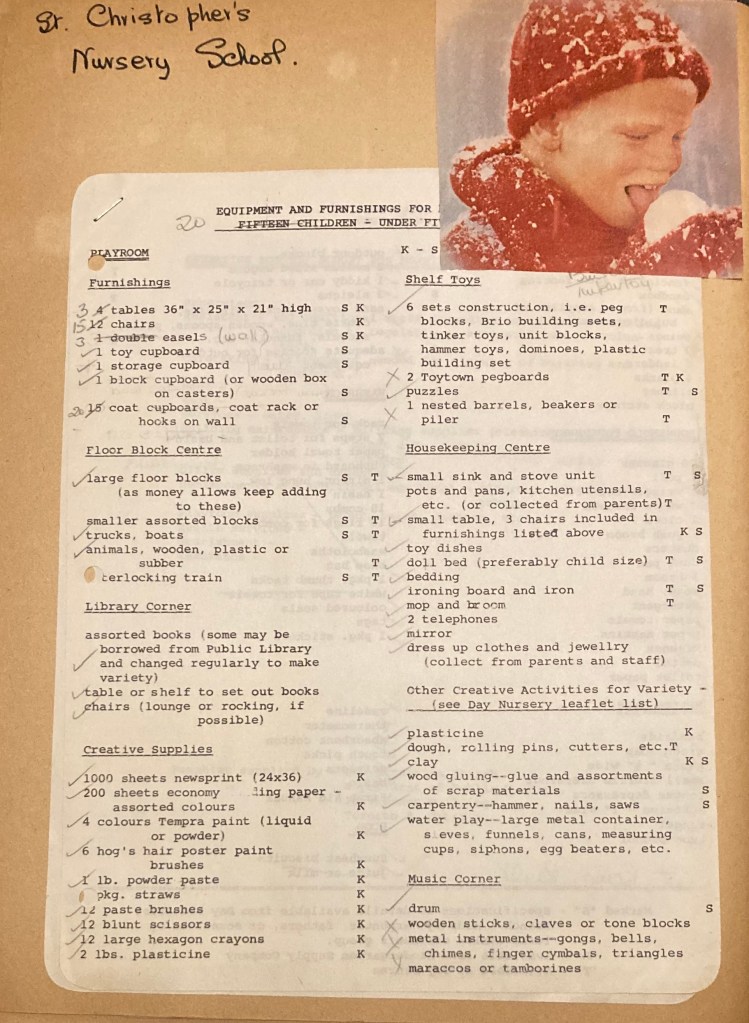 St. Christopher's
Nursery School.
20
EQUIPMENT AND FURNISHINGS FOR
FIFTEEN CHILDREN - UNDER FI
PLAYROOM
K - S
Furnishings
3 4 tables 36" x 25" x 21" high S K
15 12 chairs K
3 1 double easels (wall) S K
1 toy cupboard S
1 storage cupboard S
1 block cupboard (or wooden box
on casters) S
20 15 coat cupboards, coat rack or
hooks on wall S
Floor Block Centre
large floor blocks S T
(as money allows keep adding
to these)
smaller assorted blocks S T
trucks, boats S T
animals, wooden, plastic or
subber T
terlocking train S T
Library Corner
assorted books (some may be
borrowed from Public Library
and changed regularly to make
variety)
table or shelf to set out books
chairs (lounge or rocking, if
possible)
Creative Supplies
1000 sheets newsprint (24x36) K
200 sheets economy ding paper -
assorted colours K
4 colours Tempra paint (liquid
or powder) K
6 hog's hair poster paint
brushes K
1 lb. powder paste K
pkg. straws K
12 paste brushes K
12 blunt scissors K
12 large hexagon crayons K
2 lbs. plasticine K
Shelf Toys
6 sets construction, i.e. peg T
blocks, Brio building sets,
tinker toys, unit blocks,
hammer toys, dominoes, plastic
building set
2 Toytown pegboards T K
puzzles T S
1 nested barrels, beakers or
piler T
Housekeeping Centre
small sink and stove unit T S
pots and pans, kitchen utensils,
etc. (or collected from parents)T
small table, 3 chairs included in
furnishings listed above K S
toy dishes
doll bed (preferably child size) T S
bedding
ironing board and iron T S
mop and broom T
2 telephones
mirror
dress up clothes and jewellry
(collect from parents and staff)
Other Creative Activities for Variety -
(see Day Nursery leaflet list)
plasticine K
dough, rolling pins, cutters, etc.T
clay K S
wood gluing--glue and assortments
of scrap materials S
carpentry--hammer, nails, saws S
water play--large metal container,
sieves, funnels, cans, measuring
cups, siphons, egg beaters, etc.
Music Corner
drum S
wooden sticks, claves or tone blocks
metal instruments--gongs, bells,
chimes, finger cymbals, triangles
maraccos or tamborines